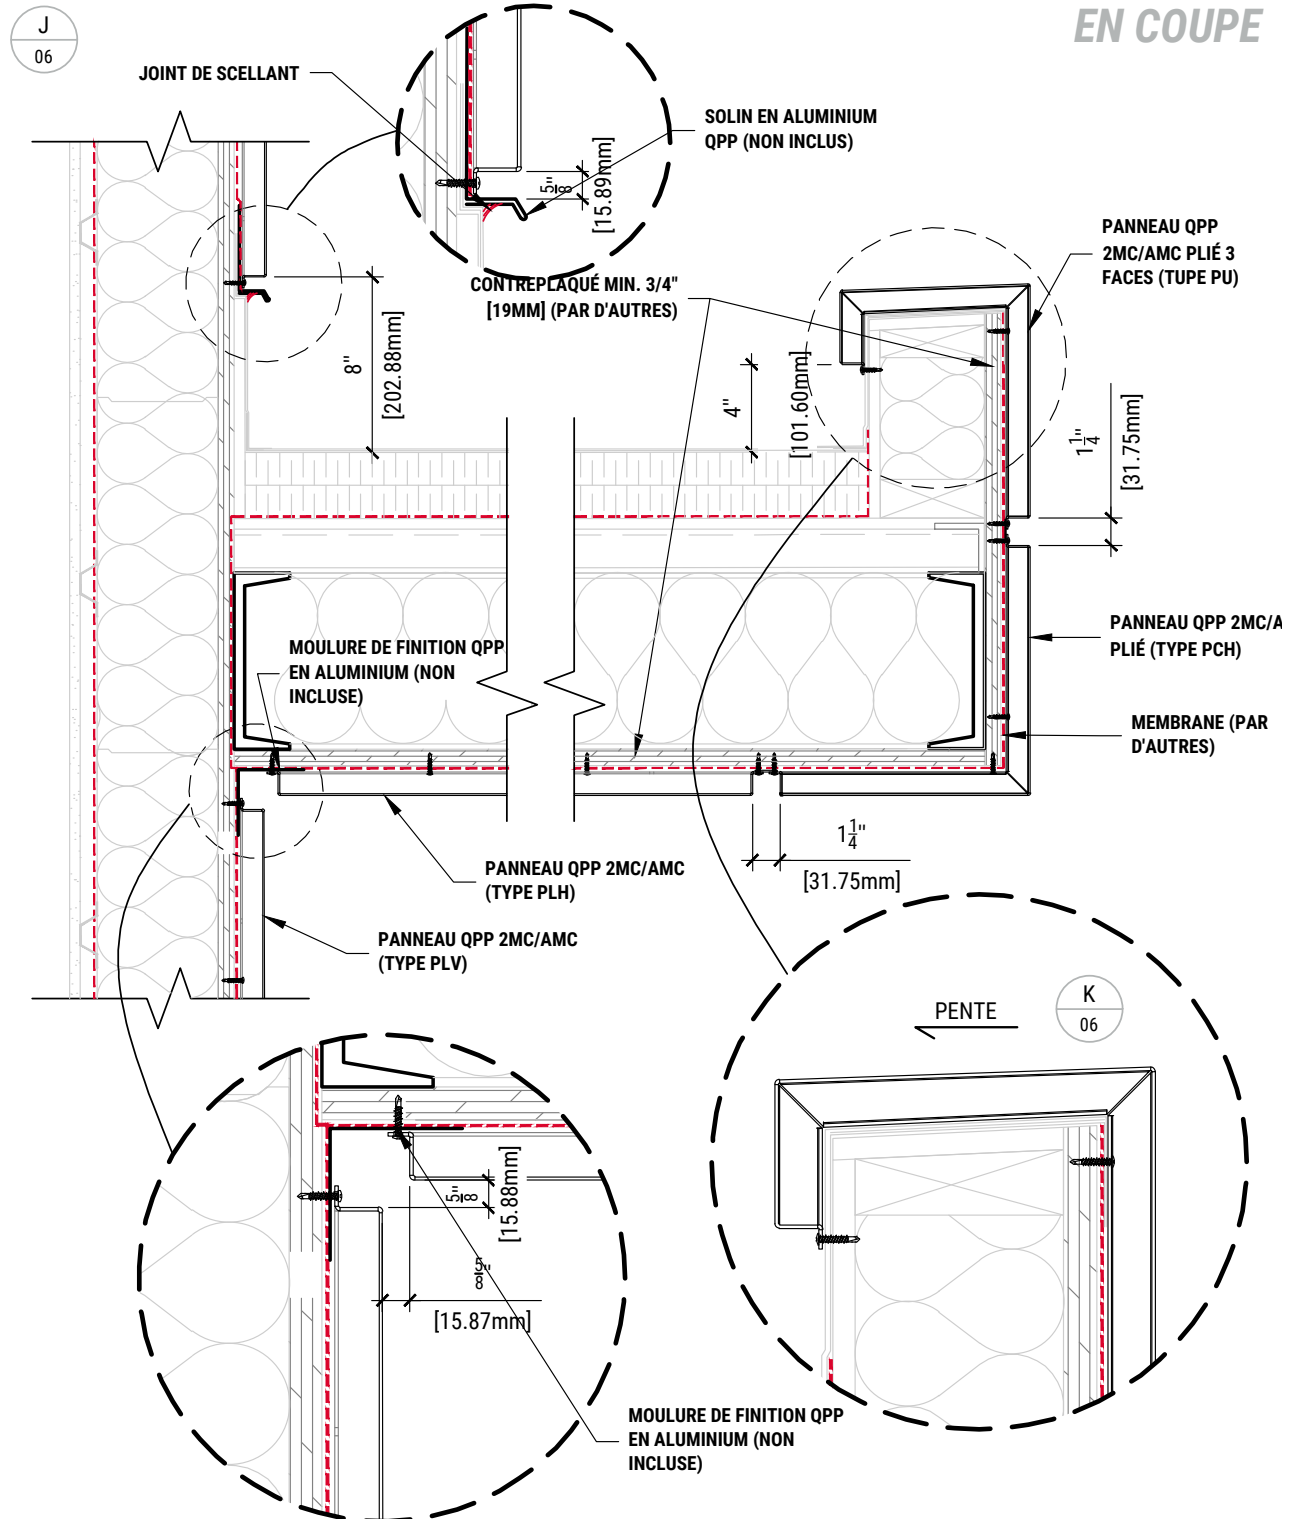 J
06
EN COUPE
JOINT DE SCELLANT
SOLIN EN ALUMINIUM
QPP (NON INCLUS)
5/8"
[15.89mm]
PANNEAU QPP
2MC/AMC PLIÉ 3
FACES (TUPE PU)
CONTREPLAQUÉ MIN. 3/4"
[19MM] (PAR D'AUTRES)
8"
[202.88mm]
4"
[101.60mm]
1 1/4"
[31.75mm]
PANNEAU QPP 2MC/A
PLIÉ (TYPE PCH)
MOULURE DE FINITION QPP
EN ALUMINIUM (NON
INCLUSE)
MEMBRANE (PAR
D'AUTRES)
1 1/4"
[31.75mm]
PANNEAU QPP 2MC/AMC
(TYPE PLH)
PANNEAU QPP 2MC/AMC
(TYPE PLV)
PENTE
K
06
5/8"
[15.88mm]
5/8"
[15.87mm]
MOULURE DE FINITION QPP
EN ALUMINIUM (NON
INCLUSE)